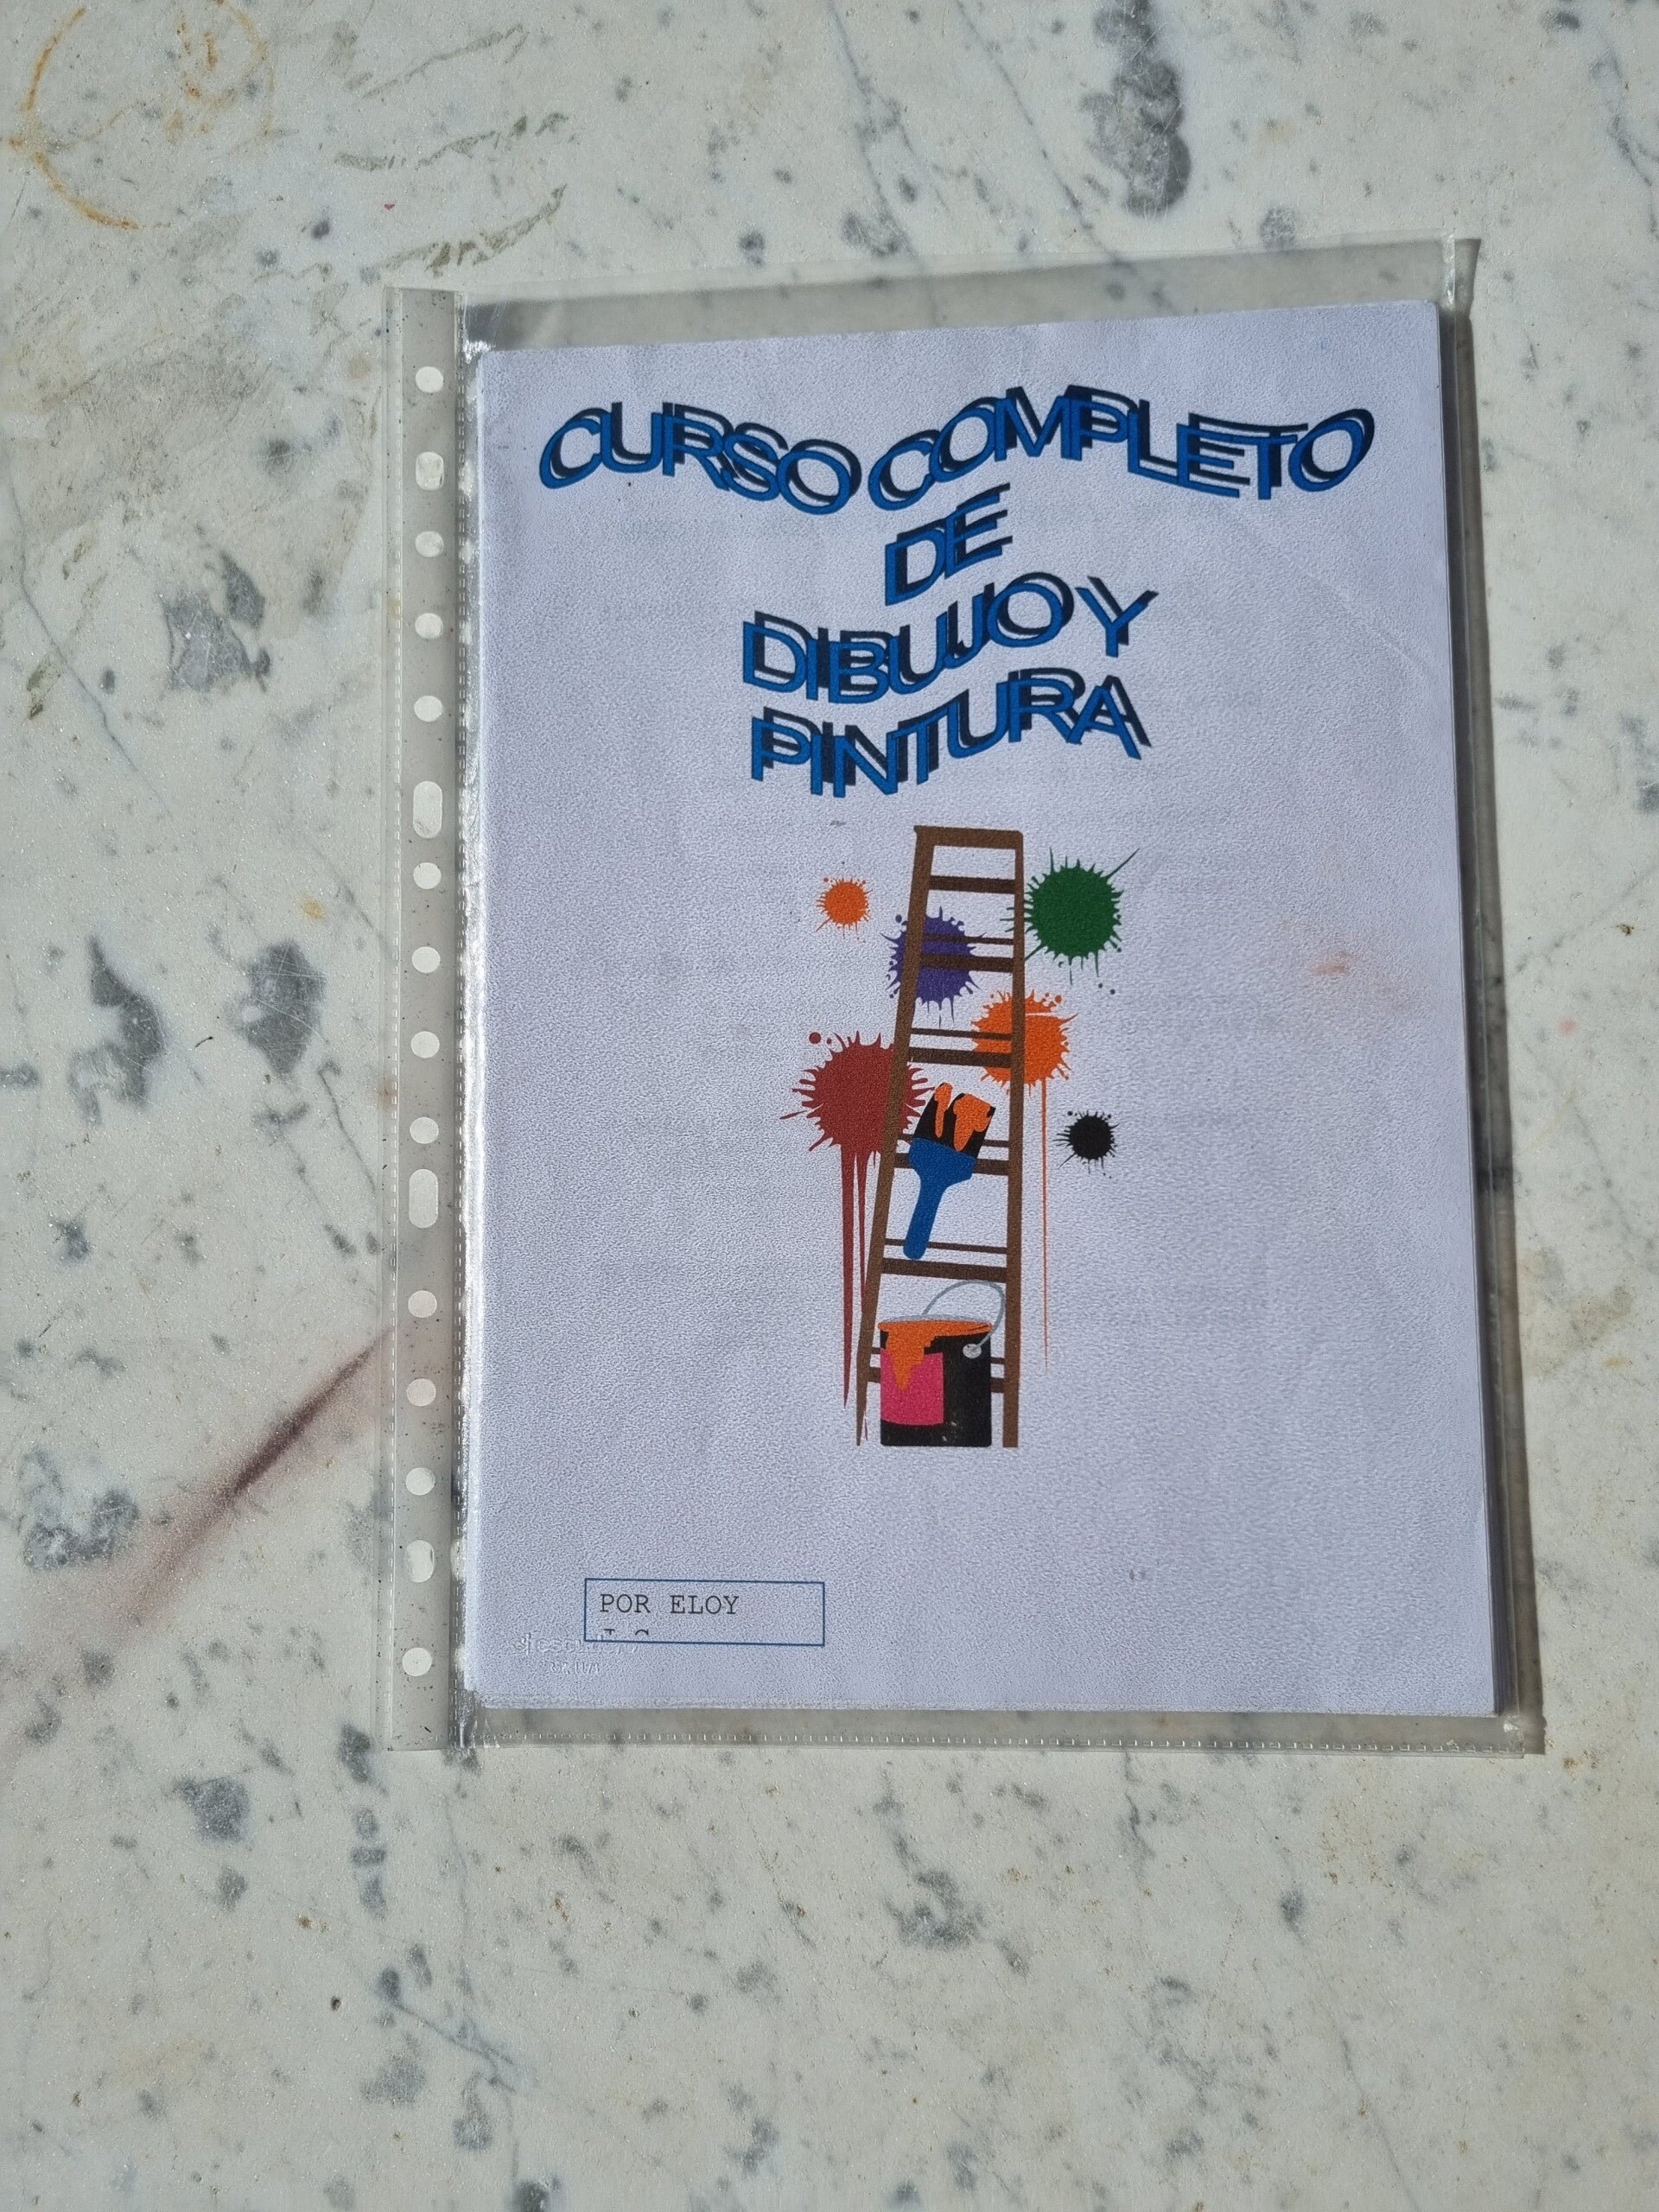 CURSO COMPLETO
DE
DIBUJO Y
PINTURA
POR ELOY